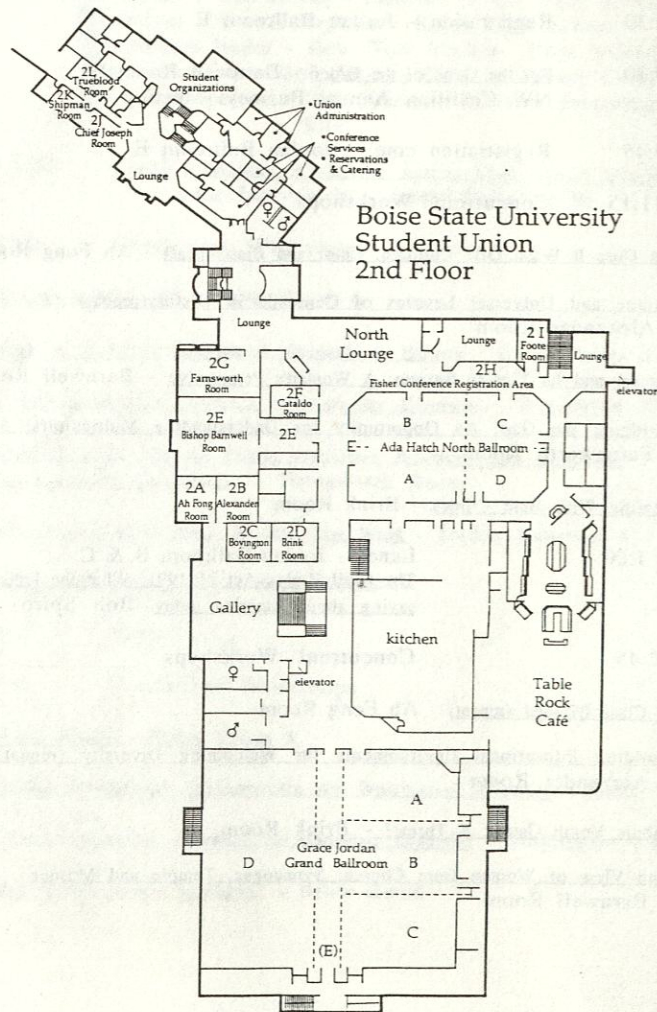 2L
Trueblood
Room
2K
Shipman
Room
2J
Chief Joseph
Room
Student
Organizations
•Union
Administration
•Conference
Services
•Reservations
& Catering
Lounge
♀
♂
Boise State University
Student Union
2nd Floor
Lounge
North
Lounge
Lounge
2I
Foote
Room
Lounge
elevator
2H
Fisher Conference Registration Area
2G
Farnsworth
Room
2F
Cataldo
Room
2E
Bishop Barnwell
Room
2E
C
Ada Hatch North Ballroom
A
D
2A
Ah Fong
Room
2B
Alexander
Room
2C
Bovington
Room
2D
Brink
Room
Gallery
kitchen
♀
elevator
♂
Table
Rock
Café
A
Grace Jordan
Grand Ballroom
D
B
C
(E)